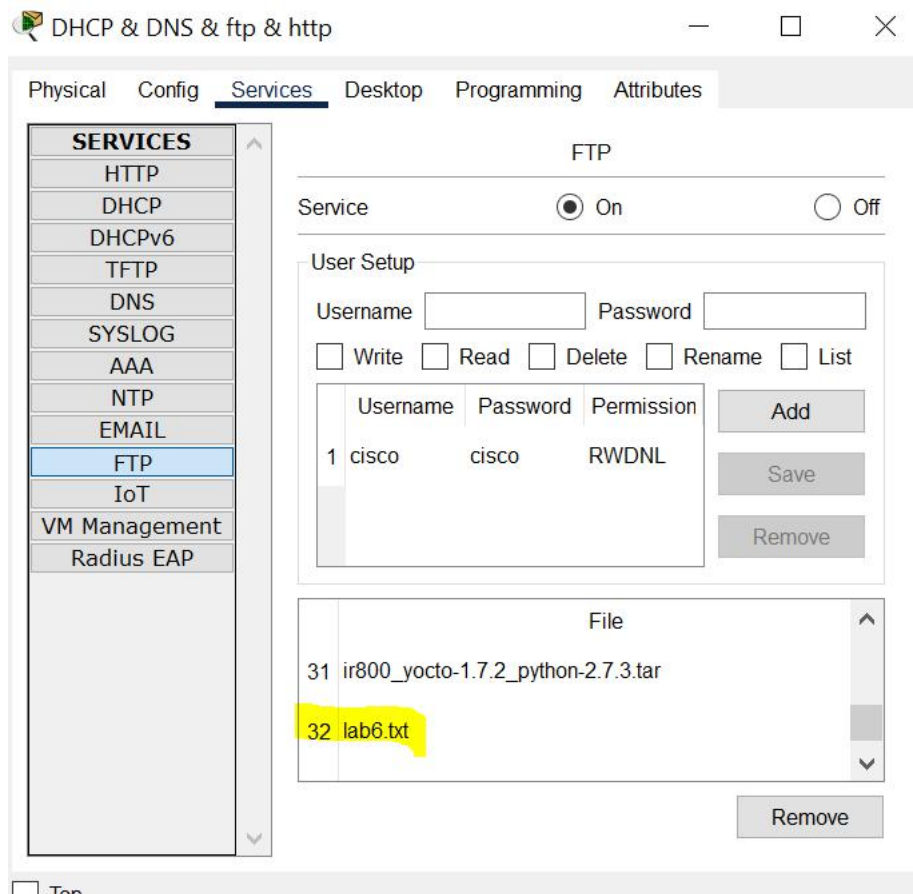 DHCP & DNS & ftp & http
Physical Config Services Desktop Programming Attributes
SERVICES
HTTP
DHCP
DHCPv6
TFTP
DNS
SYSLOG
AAA
NTP
EMAIL
FTP
IoT
VM Management
Radius EAP
FTP
Service On Off
User Setup
Username Password
Write Read Delete Rename List
Username Password Permission
1 cisco cisco RWDNL
Add
Save
Remove
File
31 ir800_yocto-1.7.2_python-2.7.3.tar
32 lab6.txt
Remove
Top